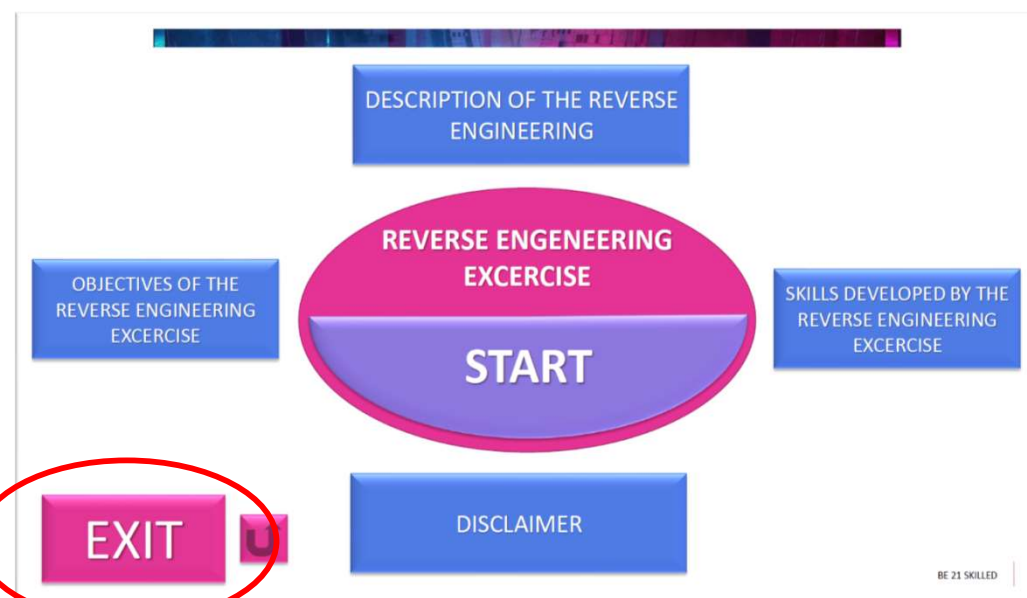 DESCRIPTION OF THE REVERSE
ENGINEERING
REVERSE ENGENEERING
EXCERCISE
START
OBJECTIVES OF THE
REVERSE ENGINEERING
EXCERCISE
SKILLS DEVELOPED BY THE
REVERSE ENGINEERING
EXCERCISE
DISCLAIMER
EXIT
BE 21 SKILLED